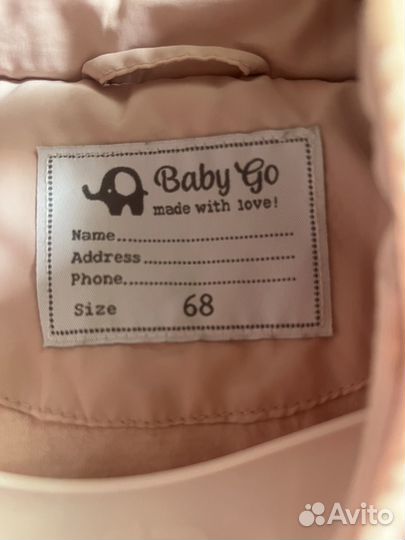 Baby Go
made with love!
Name..............................
Address..........................
Phone.............................
Size 68
Avito